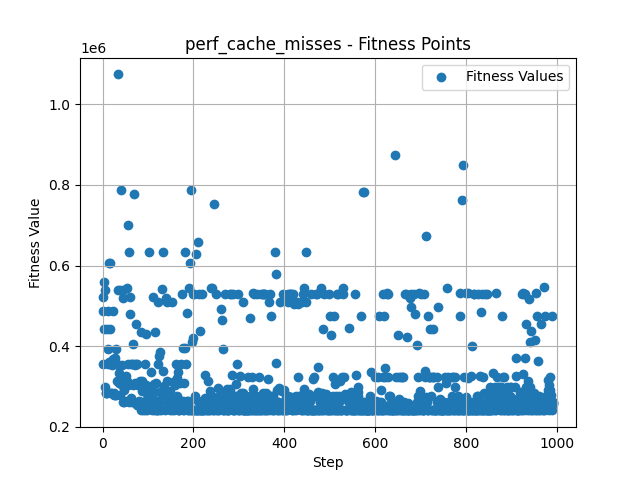 perf_cache_misses - Fitness Points
1e6
Fitness Values
1.0
0.8
0.6
0.4
0.2
Fitness Value
0
200
400
600
800
1000
Step